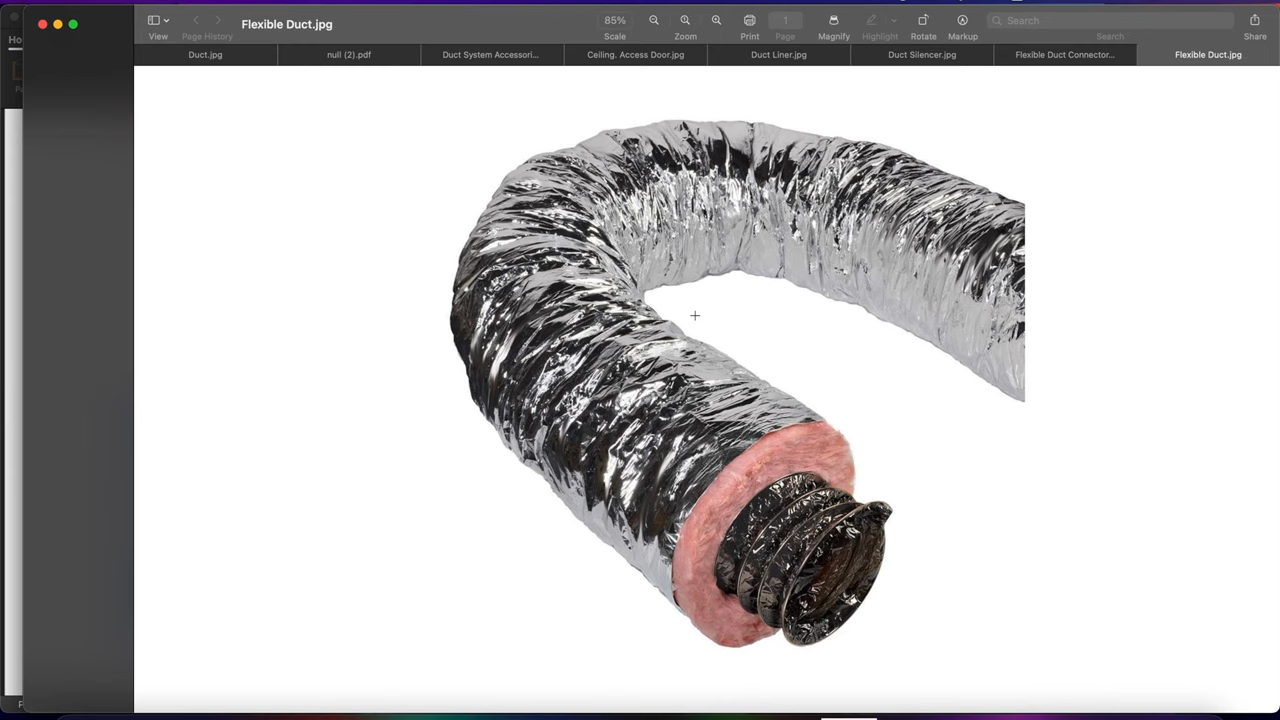 Flexible Duct.jpg
View
Page History
85%
Scale
Zoom
Print
1
Page
Magnify
Highlight
Rotate
Markup
Search
Search
Share
Duct.jpg
null (2).pdf
Duct System Accessori...
Ceiling. Access Door.jpg
Duct Liner.jpg
Duct Silencer.jpg
Flexible Duct Connector...
Flexible Duct.jpg
Ho